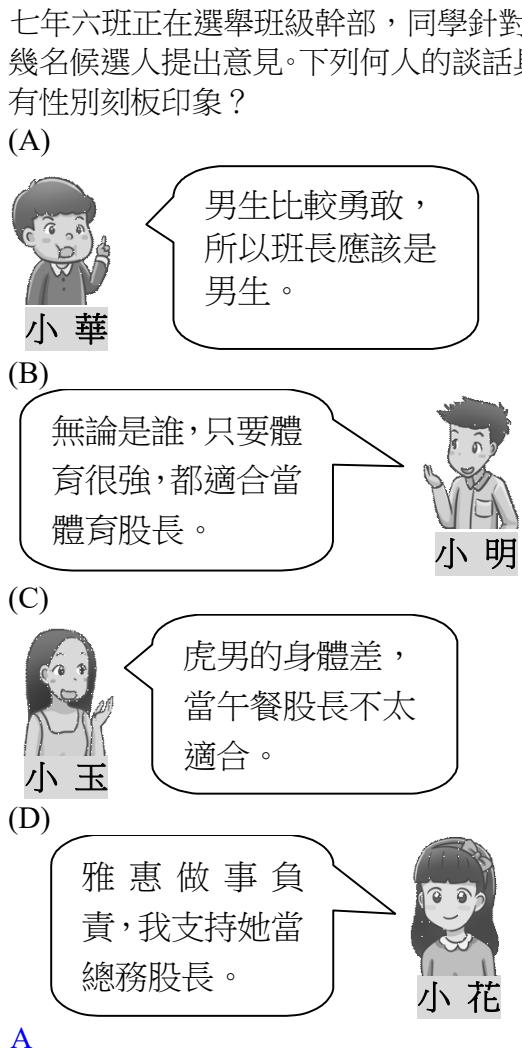 七年六班正在選舉班級幹部，同學針對
幾名候選人提出意見。下列何人的談話
有性別刻板印象？
(A)
男生比較勇敢，
所以班長應該是
男生。
小 華
(B)
無論是誰，只要體
育很強，都適合當
體育股長。
小 明
(C)
虎男的身體差，
當午餐股長不太
適合。
小 玉
(D)
雅 惠 做 事 負
責，我支持她當
總務股長。
小 花
A